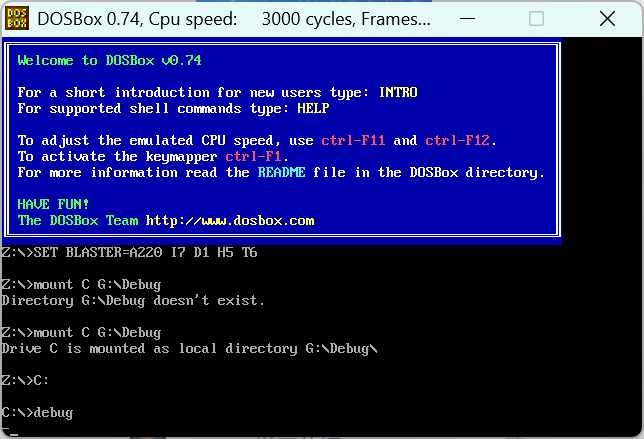 DOS
BOX
DOSBox 0.74, Cpu speed:     3000 cycles, Frames...
Welcome to DOSBox v0.74
For a short introduction for new users type: INTRO
For supported shell commands type: HELP
To adjust the emulated CPU speed, use ctrl-F11 and ctrl-F12.
To activate the keymapper ctrl-F1.
For more information read the README file in the DOSBox directory.
HAVE FUN!
The DOSBox Team http://www.dosbox.com
Z:\>SET BLASTER=A220 I7 D1 H5 T6
Z:\>mount C G:\Debug
Directory G:\Debug doesn't exist.
Z:\>mount C G:\Debug
Drive C is mounted as local directory G:\Debug\
Z:\>C:
C:\>debug
-_